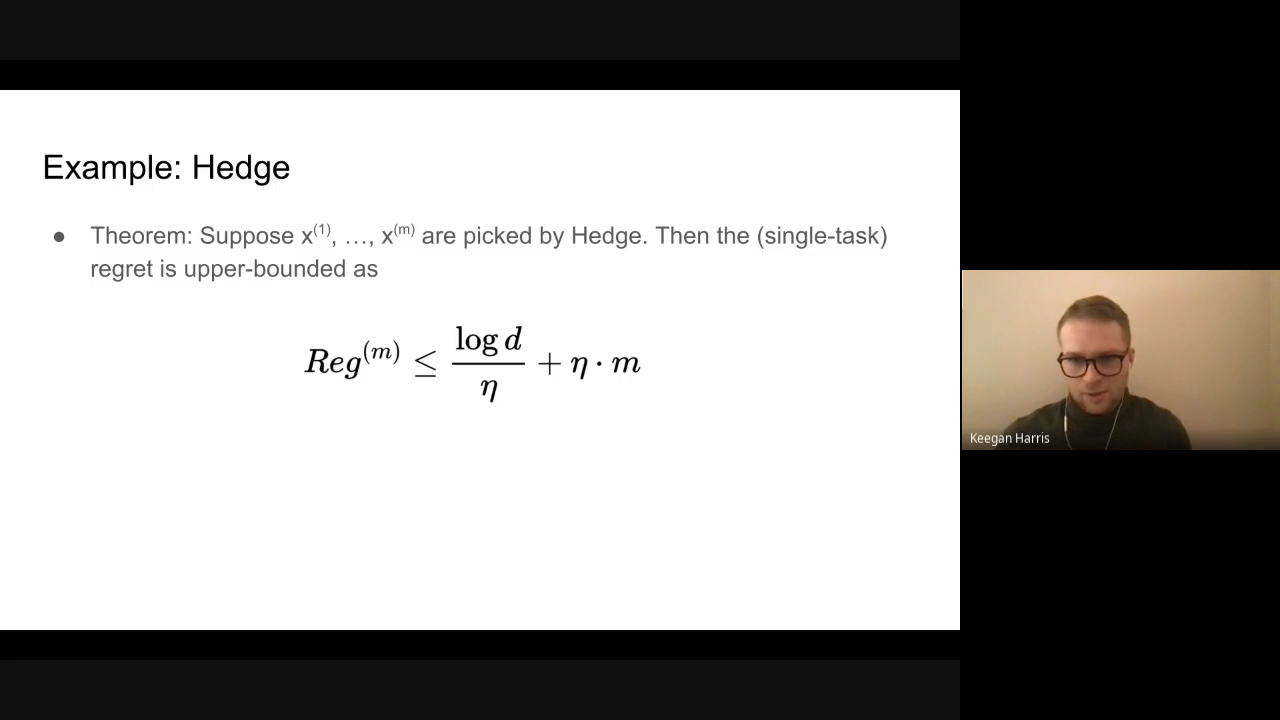 Example: Hedge
● Theorem: Suppose x^(1), …, x^(m) are picked by Hedge. Then the (single-task)
regret is upper-bounded as
Reg^(m) ≤ log d / η + η · m
Keegan Harris